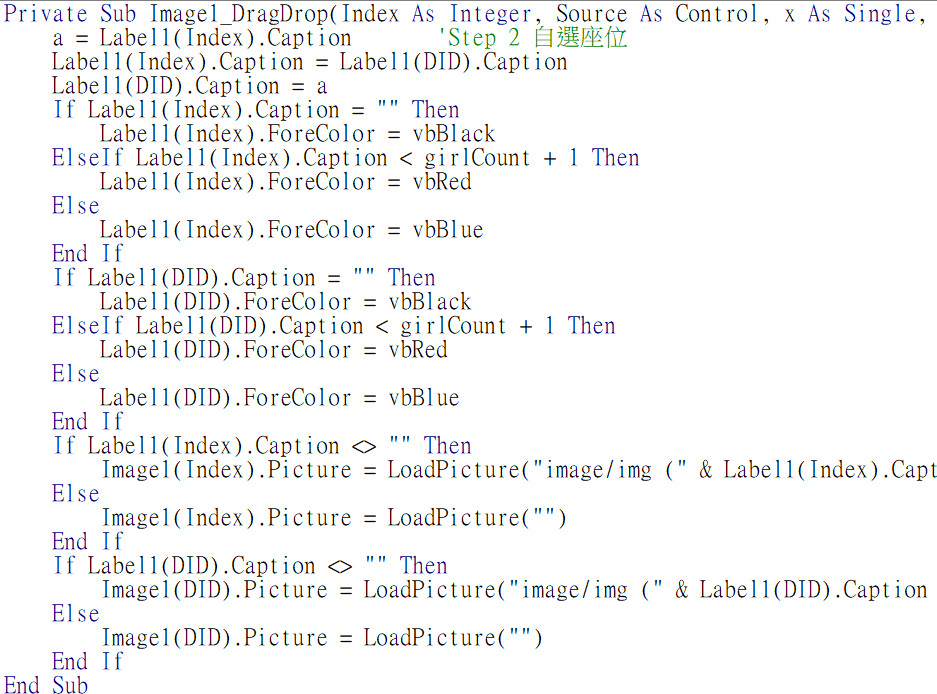 Private Sub Image1_DragDrop(Index As Integer, Source As Control, x As Single,
a = Label1(Index).Caption 'Step 2 自選座位
Label1(Index).Caption = Label1(DID).Caption
Label1(DID).Caption = a
If Label1(Index).Caption = "" Then
Label1(Index).ForeColor = vbBlack
ElseIf Label1(Index).Caption < girlCount + 1 Then
Label1(Index).ForeColor = vbRed
Else
Label1(Index).ForeColor = vbBlue
End If
If Label1(DID).Caption = "" Then
Label1(DID).ForeColor = vbBlack
ElseIf Label1(DID).Caption < girlCount + 1 Then
Label1(DID).ForeColor = vbRed
Else
Label1(DID).ForeColor = vbBlue
End If
If Label1(Index).Caption <> "" Then
Image1(Index).Picture = LoadPicture("image/img (" & Label1(Index).Capt
Else
Image1(Index).Picture = LoadPicture("")
End If
If Label1(DID).Caption <> "" Then
Image1(DID).Picture = LoadPicture("image/img (" & Label1(DID).Caption
Else
Image1(DID).Picture = LoadPicture("")
End If
End Sub